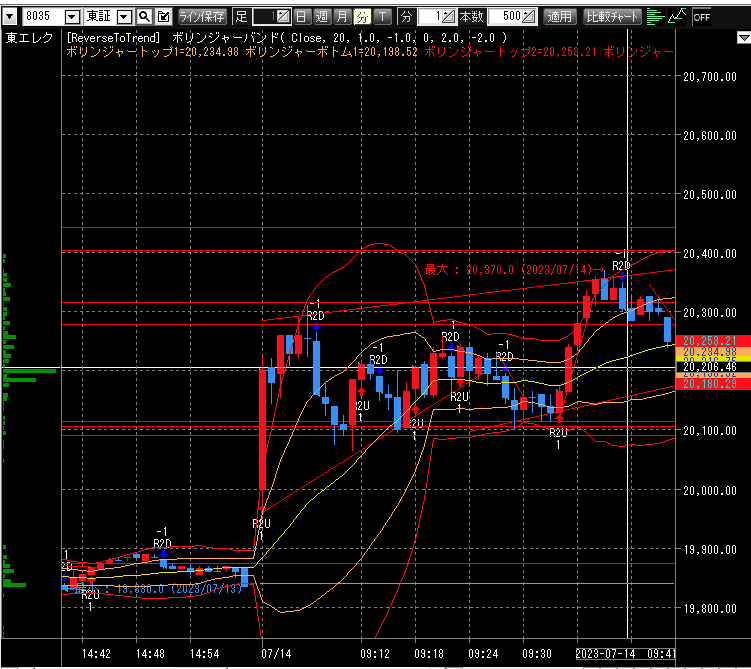 8035 東証 ライン保存 足 1 日 週 月 分 T 分 1 本数 500 適用 比較チャート OFF
東エレク [ReverseToTrend] ボリンジャーバンド( Close, 20, 1.0, -1.0, 0, 2.0, -2.0 )
ボリンジャートップ1=20,234.98 ボリンジャーボトム1=20,198.52 ボリンジャートップ2=20,253.21 ボリンジャー
20,700.00
20,600.00
20,500.00
20,400.00
-1
R2D
最大 : 20,370.0 (2023/07/14)→
20,300.00
-1
R2D
1
R2D
-1
R2D
-1
R2D
20,253.21
20,234.98
20,206.46
20,180.29
R2U
1
R2U
1
R2U
1
R2U
1
20,100.00
20,000.00
R2U
1
19,900.00
-1
R2D
1
R2U
1
(2023/07/13)
19,800.00
14:42 14:48 14:54 07/14 09:12 09:18 09:24 09:30 2023-07-14 09:41